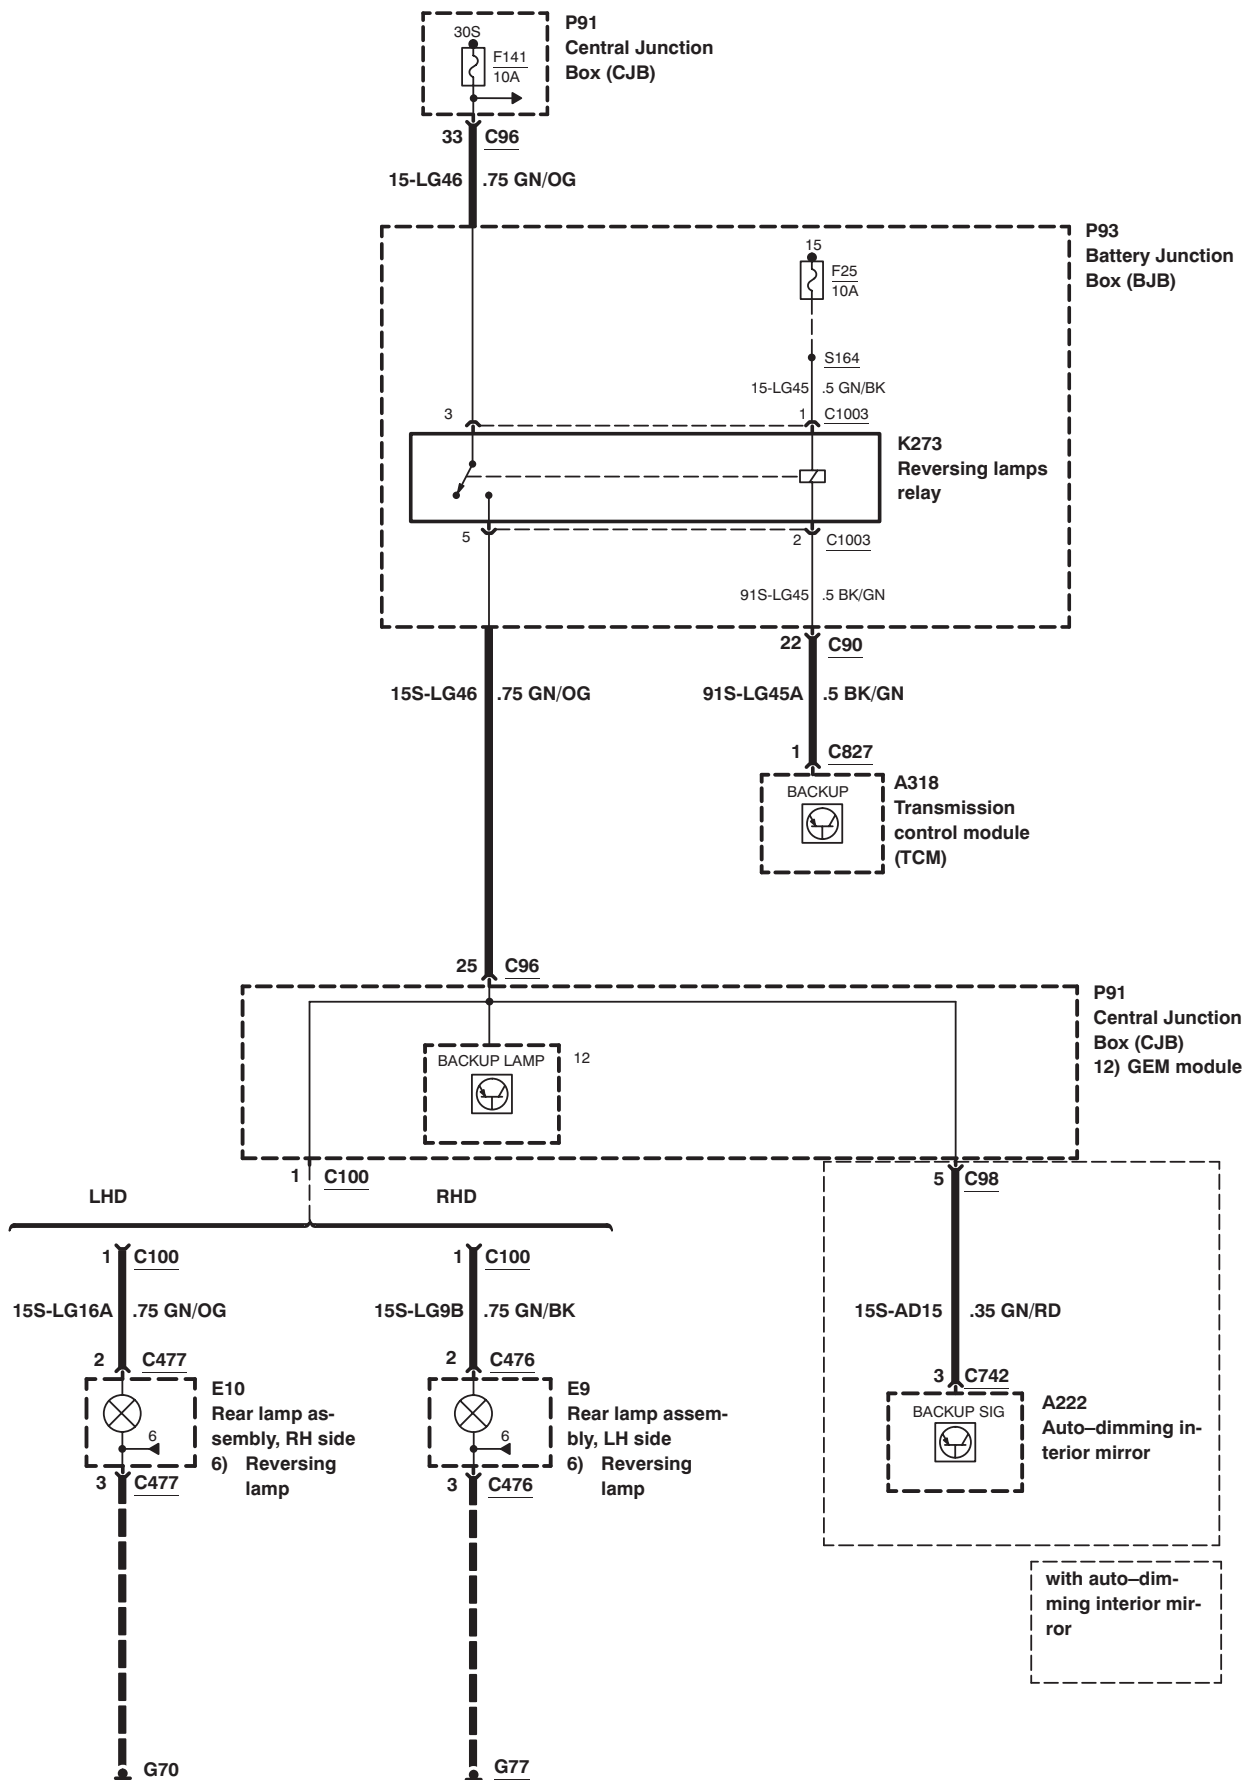 P91
Central Junction
Box (CJB)
30S
F141
10A
33 C96
15-LG46 .75 GN/OG
P93
Battery Junction
Box (BJB)
15
F25
10A
S164
15-LG45 .5 GN/BK
3 1 C1003
K273
Reversing lamps
relay
5 2 C1003
91S-LG45 .5 BK/GN
22 C90
15S-LG46 .75 GN/OG 91S-LG45A .5 BK/GN
1 C827
BACKUP
A318
Transmission
control module
(TCM)
25 C96
P91
Central Junction
Box (CJB)
12) GEM module
BACKUP LAMP 12
1 C100
5 C98
LHD RHD
1 C100 1 C100
15S-LG16A .75 GN/OG 15S-LG9B .75 GN/BK 15S-AD15 .35 GN/RD
2 C477 2 C476 3 C742
E10
Rear lamp as-
sembly, RH side
6) Reversing
lamp
6
3 C477
E9
Rear lamp assem-
bly, LH side
6) Reversing
lamp
6
3 C476
BACKUP SIG
A222
Auto–dimming in-
terior mirror
with auto–dim-
ming interior mir-
ror
G70 G77